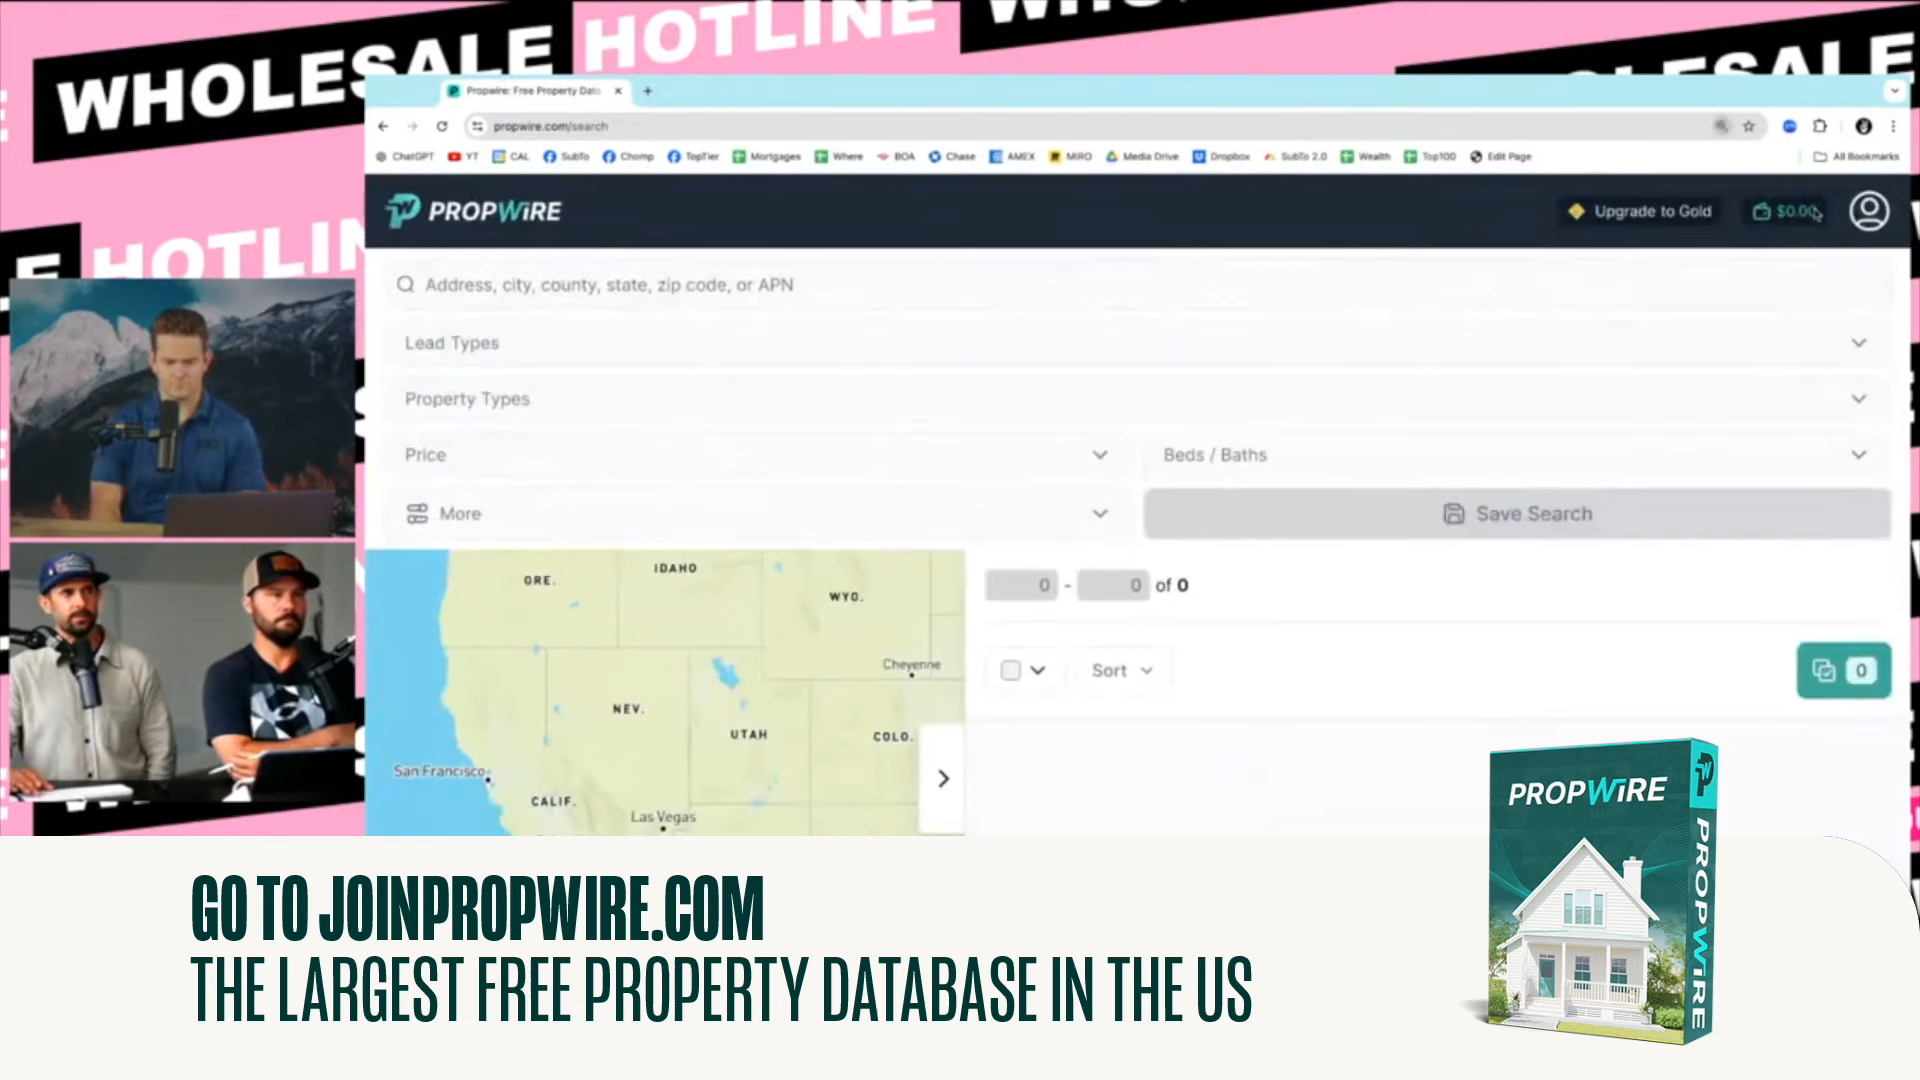 WHOLESALE HOTLINE
HOTLIN
Propwire: Free Property Data
propwire.com/search
ChatGPT YT CAL SubTo Chomp TopTier Mortgages Where BOA Chase AMEX MIRO Media Drive Dropbox SubTo 2.0 Wealth Top100 Edit Page All Bookmarks
PROPWiRE
Upgrade to Gold $0.00
Address, city, county, state, zip code, or APN
Lead Types
Property Types
Price Beds / Baths
More Save Search
0 - 0 of 0
Sort 0
ORE. IDAHO
WYO.
Cheyenne
NEV.
UTAH COLO.
San Francisco
CALIF.
Las Vegas
PROPWiRE
PROPWiRE
GO TO JOINPROPWIRE.COM
THE LARGEST FREE PROPERTY DATABASE IN THE US